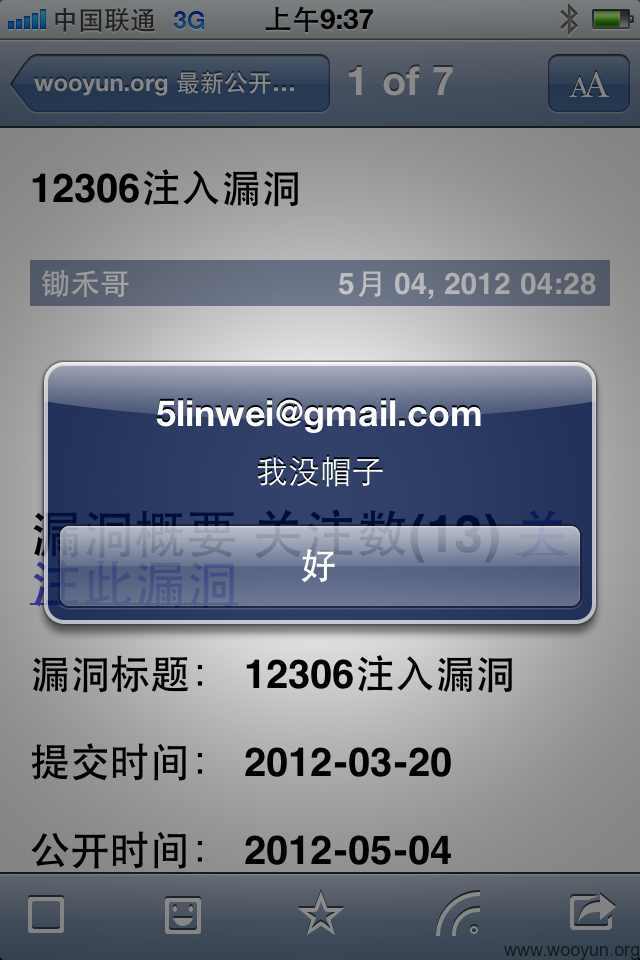 中国联通 3G 上午9:37
wooyun.org 最新公开... 1 of 7 AA
12306注入漏洞
锄禾哥 5月 04, 2012 04:28
5linwei@gmail.com
我没帽子
漏洞概要 关注数(13) 关
注此漏洞
好
漏洞标题： 12306注入漏洞
提交时间： 2012-03-20
公开时间： 2012-05-04
www.wooyun.org